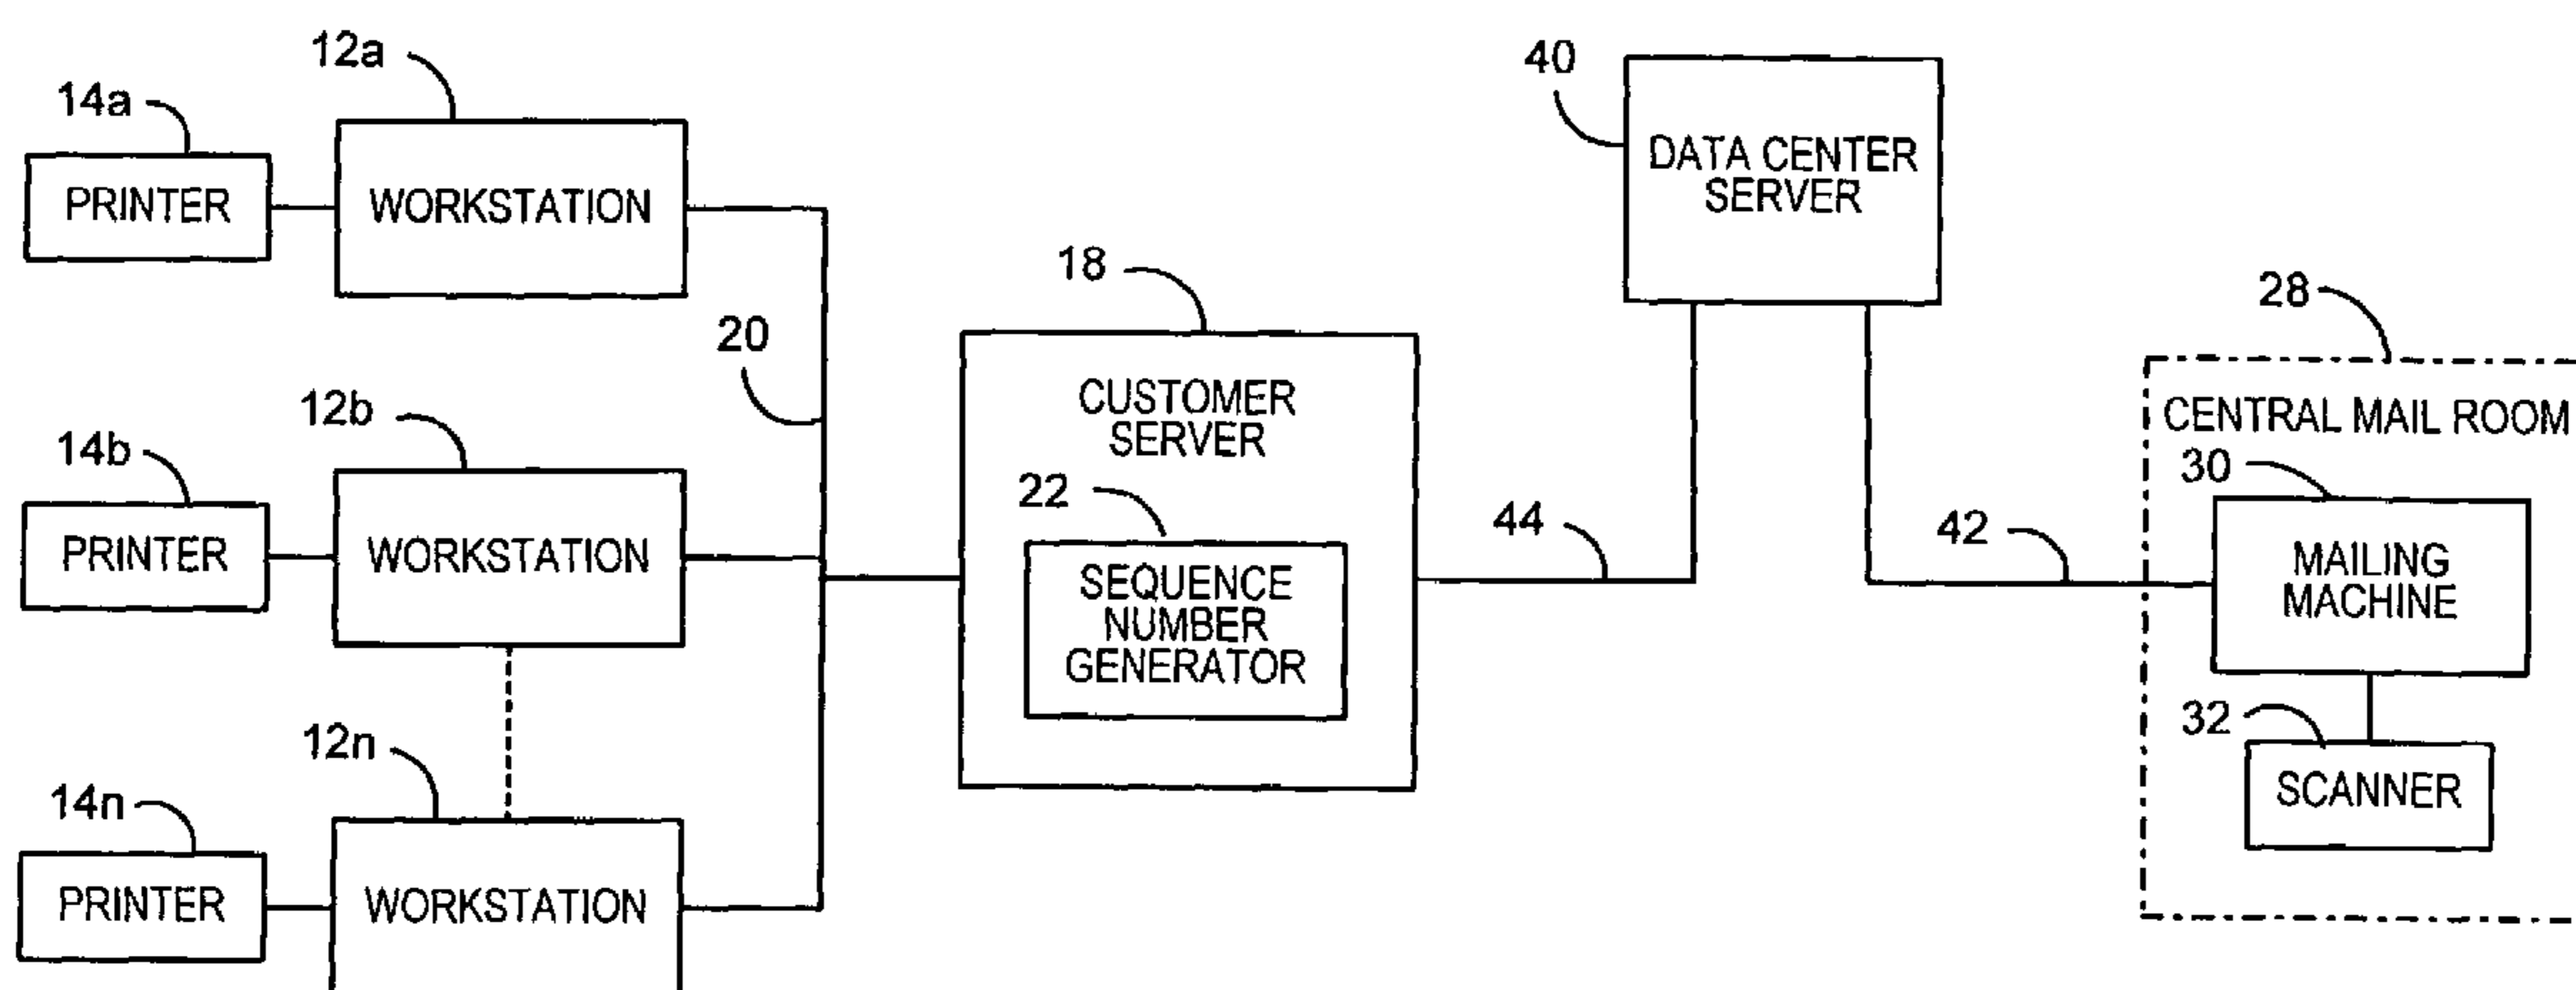 12a
14a
PRINTER
WORKSTATION
40
DATA CENTER
SERVER
20
18
28
12b
14b
PRINTER
WORKSTATION
CUSTOMER
SERVER
22
SEQUENCE
NUMBER
GENERATOR
44
42
CENTRAL MAIL ROOM
30
MAILING
MACHINE
12n
14n
PRINTER
WORKSTATION
32
SCANNER